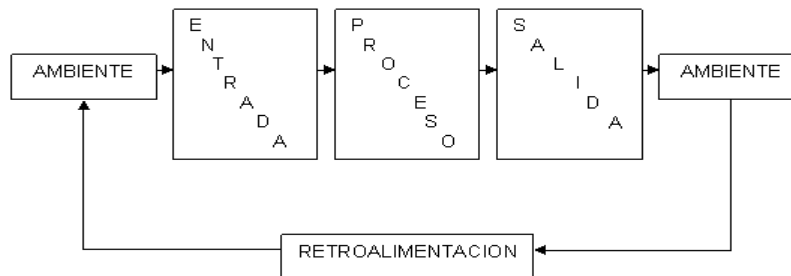 AMBIENTE
ENTRADA
PROCESO
SALIDA
AMBIENTE
RETROALIMENTACION